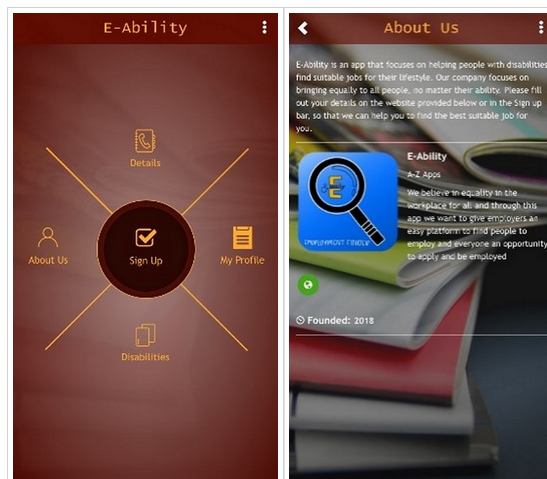 E-Ability
Details
About Us
Sign Up
My Profile
Disabilities
About Us
E-Ability is an app that focuses on helping people with disabilities
find suitable jobs for their lifestyle. Our company focuses on
bringing equally to all people, no matter their ability. Please fill
out your details on the website provided below or in the Sign up
bar, so that we can help you to find the best suitable job for
you.
E-Ability
A-Z Apps
We believe in equality in the
workplace for all and through this
app we want to give employers an
easy platform to find people to
employ and everyone an opportunity
to apply and be employed
EMPLOYMENT FINDER
Founded: 2018